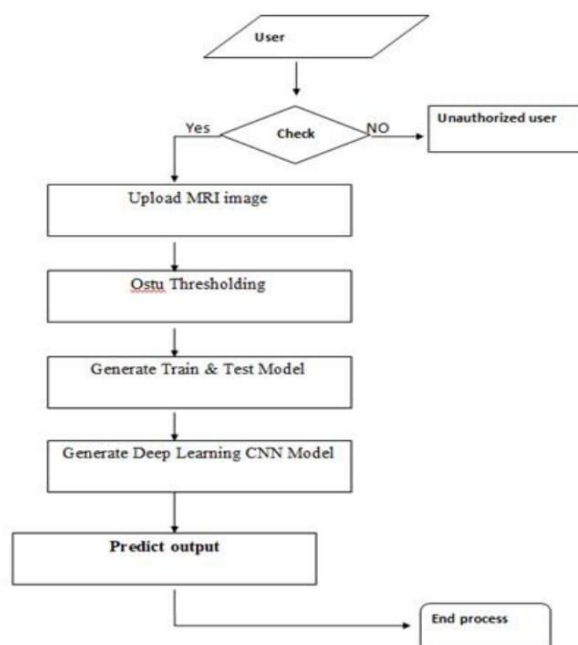 User
Check
Yes
NO
Unauthorized user
Upload MRI image
Ostu Thresholding
Generate Train & Test Model
Generate Deep Learning CNN Model
Predict output
End process